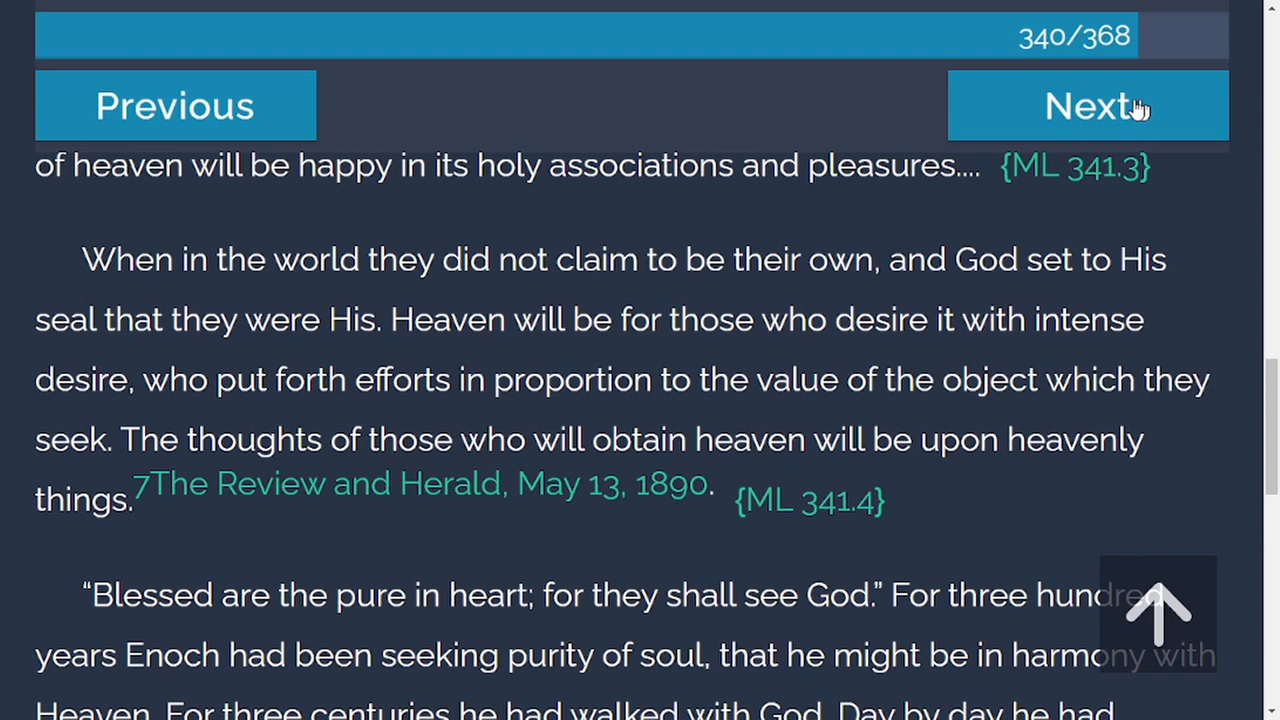 340/368
Previous
Next
of heaven will be happy in its holy associations and pleasures.... {ML 341.3}
When in the world they did not claim to be their own, and God set to His
seal that they were His. Heaven will be for those who desire it with intense
desire, who put forth efforts in proportion to the value of the object which they
seek. The thoughts of those who will obtain heaven will be upon heavenly
things.7The Review and Herald, May 13, 1890. {ML 341.4}
“Blessed are the pure in heart; for they shall see God.” For three hundred
years Enoch had been seeking purity of soul, that he might be in harmony with
Heaven. For three centuries he had walked with God. Day by day he had